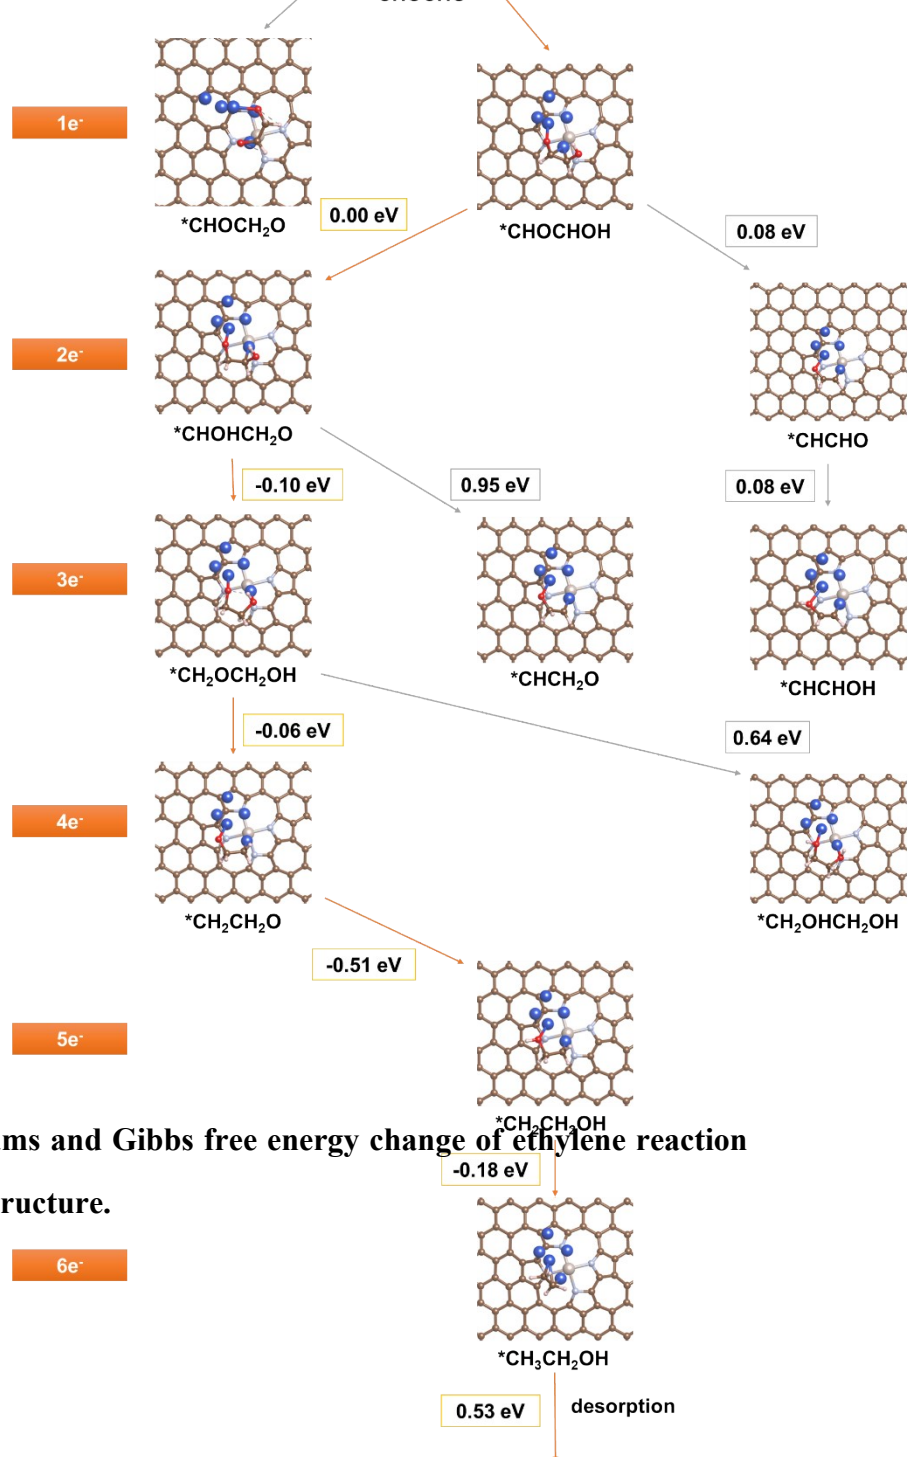 1e-
*CHOCH2O
0.00 eV
*CHOCHOH
0.08 eV
2e-
*CHOHCH2O
*CHCHO
-0.10 eV
0.95 eV
0.08 eV
3e-
*CH2OCH2OH
*CHCH2O
*CHCHOH
-0.06 eV
0.64 eV
4e-
*CH2CH2O
*CH2OHCH2OH
-0.51 eV
5e-
*CH2CH2OH
ams and Gibbs free energy change of ethylene reaction
-0.18 eV
tructure.
6e-
*CH3CH2OH
0.53 eV
desorption